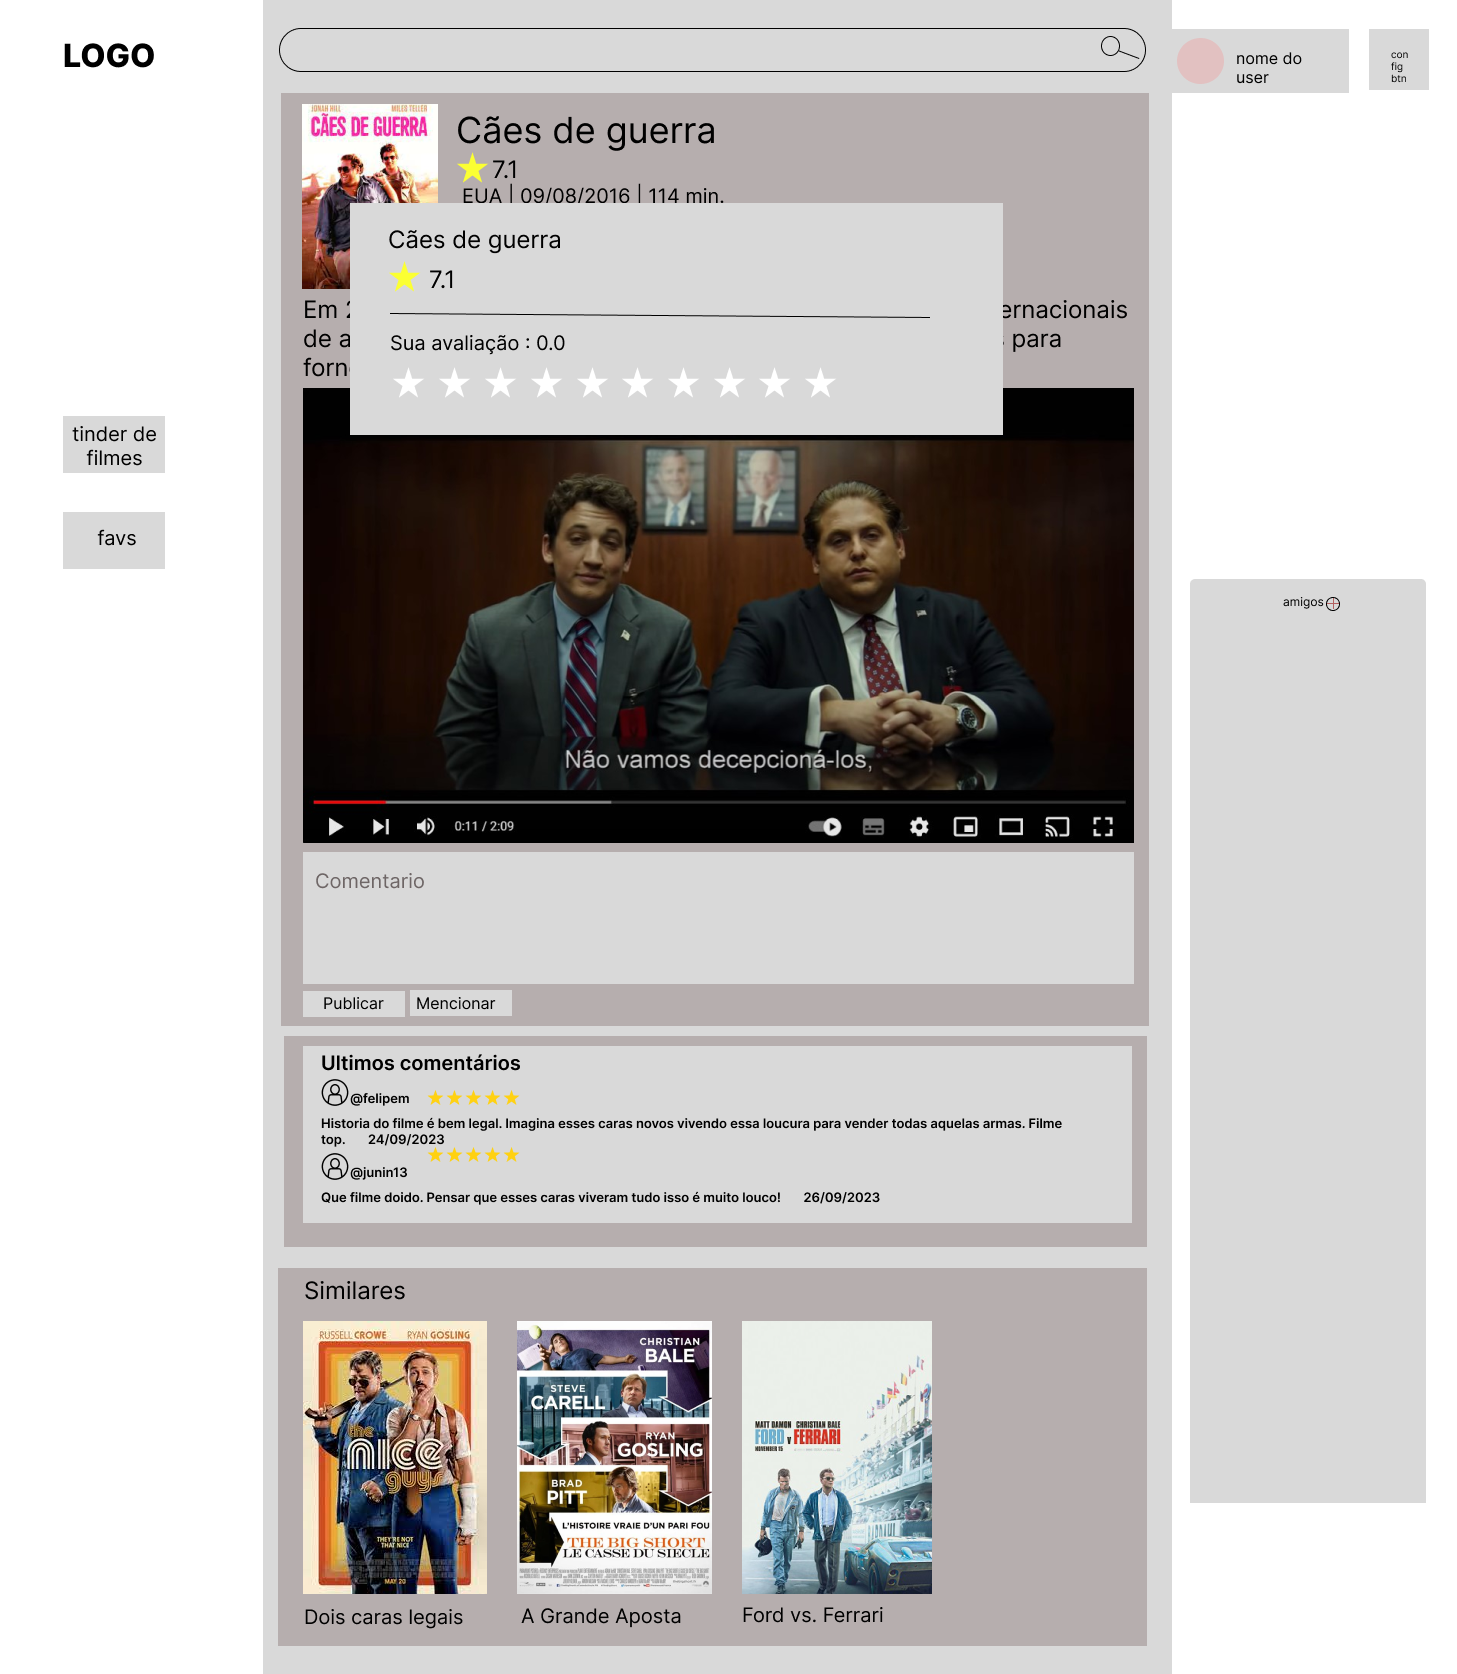 LOGO
nome do
user
con
fig
btn
JONAH HILL MILES TELLER
CÃES DE GUERRA
Cães de guerra
7.1
EUA | 09/08/2016 | 114 min.
Cães de guerra
7.1
Sua avaliação : 0.0
Em
ernacionais
de a
para
forn
tinder de
filmes
favs
Não vamos decepcioná-los,
0:11 / 2:09
amigos
Comentario
Publicar
Mencionar
Ultimos comentários
@felipem
Historia do filme é bem legal. Imagina esses caras novos vivendo essa loucura para vender todas aquelas armas. Filme
top. 24/09/2023
@junin13
Que filme doido. Pensar que esses caras viveram tudo isso é muito louco! 26/09/2023
Similares
RUSSELL CROWE RYAN GOSLING
the
nice
guys
THEY'RE NOT
THAT NICE
MAY 20
CHRISTIAN
BALE
STEVE
CARELL
RYAN
GOSLING
BRAD
PITT
L'HISTOIRE VRAIE D'UN PARI FOU
THE BIG SHORT
LE CASSE DU SIECLE
MATT DAMON CHRISTIAN BALE
FORD v FERRARI
NOVEMBER 15
Dois caras legais
A Grande Aposta
Ford vs. Ferrari